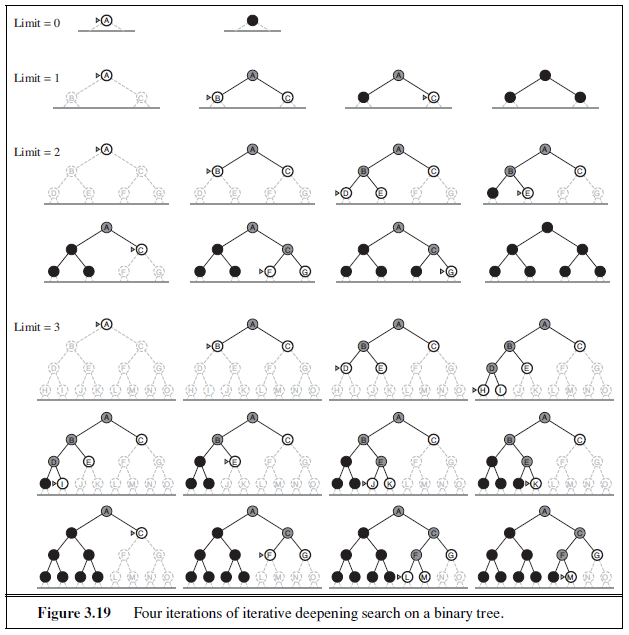 Limit = 0 A
Limit = 1 A A A
B C B C C
Limit = 2 A A A A
B C B C B C B C
D E F G D E F G D E F G E F G
A A A
C C C
F G F G G
Limit = 3 A A A A
B C B C B C B C
D E F G D E F G D E F G D E F G
H I J K L M N O H I J K L M N O H I J K L M N O H I J K L M N O
A A A A
B C B C B C B C
D E F G E F G E F G E F G
I J K L M N O J K L M N O J K L M N O K L M N O
A A A A
C C C C
F G F G F G F G
L M N O L M N O L M N O M N O
Figure 3.19 Four iterations of iterative deepening search on a binary tree.